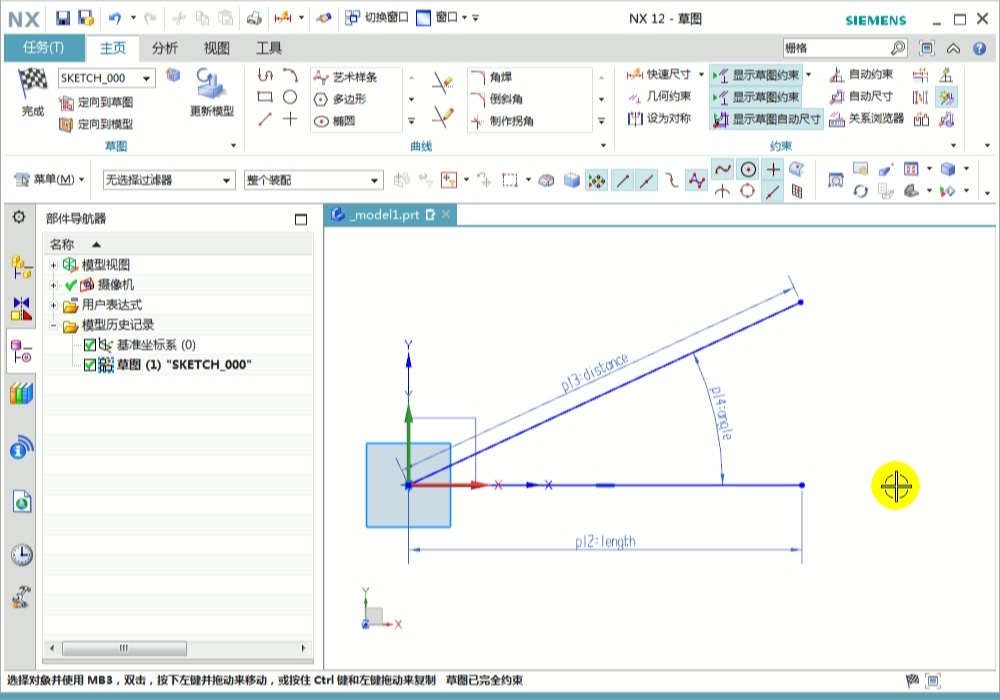 NX 切换窗口 窗口 NX 12 - 草图 SIEMENS
任务(T) 主页 分析 视图 工具 栅格
完成 SKETCH_000
定向到草图
定向到模型
更新模型
草图
艺术样条
多边形
椭圆
角焊
倒斜角
制作拐角
曲线
快速尺寸 显示草图约束 自动约束
几何约束 显示草图约束 自动尺寸
设为对称 显示草图自动尺寸 关系浏览器
约束
菜单(M) 无选择过滤器 整个装配
部件导航器
名称
模型视图
摄像机
用户表达式
模型历史记录
基准坐标系 (0)
草图 (1) "SKETCH_000"
_model1.prt
p13:distance
p14:angle
p12:length
Y
X X
Y
X
选择对象并使用 MB3，双击，按下左键并拖动来移动，或按住 Ctrl 键和左键拖动来复制 草图已完全约束